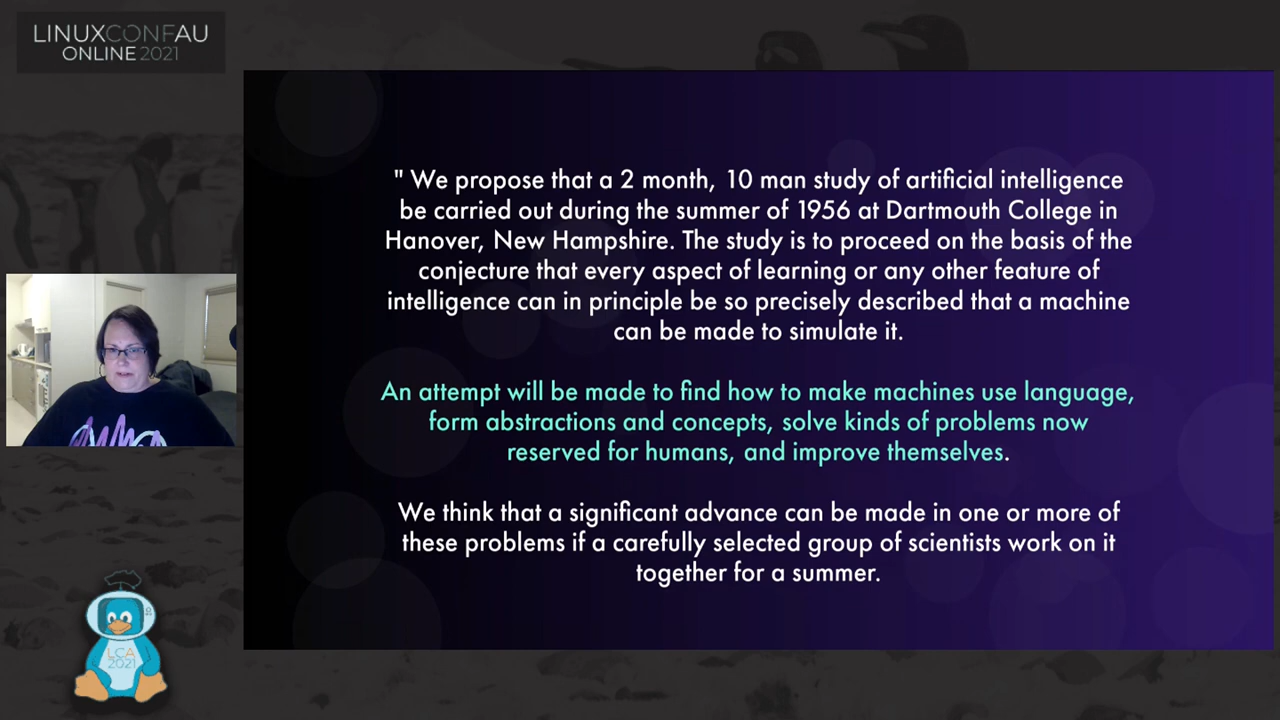 LINUXCONFAU
ONLINE 2021
" We propose that a 2 month, 10 man study of artificial intelligence
be carried out during the summer of 1956 at Dartmouth College in
Hanover, New Hampshire. The study is to proceed on the basis of the
conjecture that every aspect of learning or any other feature of
intelligence can in principle be so precisely described that a machine
can be made to simulate it.
An attempt will be made to find how to make machines use language,
form abstractions and concepts, solve kinds of problems now
reserved for humans, and improve themselves.
We think that a significant advance can be made in one or more of
these problems if a carefully selected group of scientists work on it
together for a summer.
LCA
2021